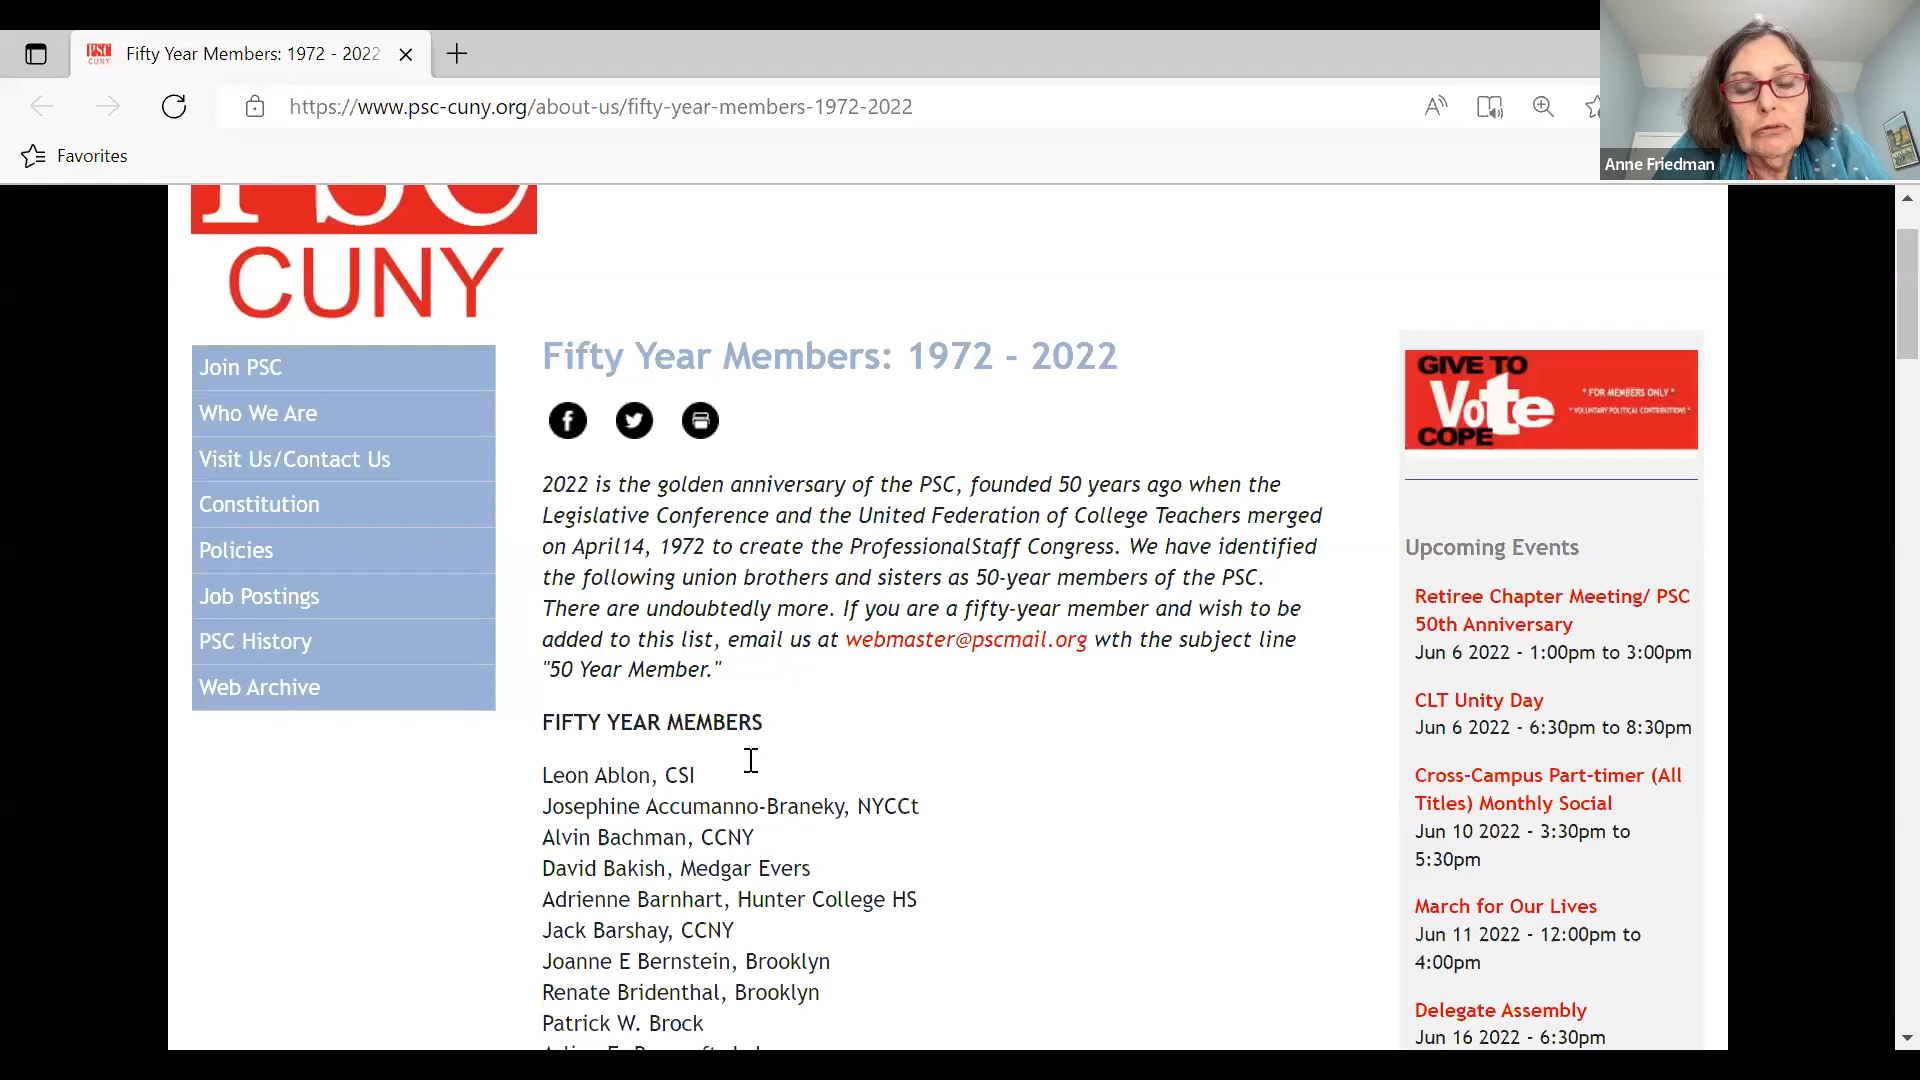 Fifty Year Members: 1972 - 2022
https://www.psc-cuny.org/about-us/fifty-year-members-1972-2022
Favorites
Anne Friedman
PSC
CUNY
Join PSC
Who We Are
Visit Us/Contact Us
Constitution
Policies
Job Postings
PSC History
Web Archive
Fifty Year Members: 1972 - 2022
2022 is the golden anniversary of the PSC, founded 50 years ago when the
Legislative Conference and the United Federation of College Teachers merged
on April14, 1972 to create the ProfessionalStaff Congress. We have identified
the following union brothers and sisters as 50-year members of the PSC.
There are undoubtedly more. If you are a fifty-year member and wish to be
added to this list, email us at webmaster@pscmail.org wth the subject line
"50 Year Member."
FIFTY YEAR MEMBERS
Leon Ablon, CSI
Josephine Accumanno-Braneky, NYCCt
Alvin Bachman, CCNY
David Bakish, Medgar Evers
Adrienne Barnhart, Hunter College HS
Jack Barshay, CCNY
Joanne E Bernstein, Brooklyn
Renate Bridenthal, Brooklyn
Patrick W. Brock
GIVE TO
Vote
COPE
* FOR MEMBERS ONLY *
* VOLUNTARY POLITICAL CONTRIBUTIONS *
Upcoming Events
Retiree Chapter Meeting/ PSC
50th Anniversary
Jun 6 2022 - 1:00pm to 3:00pm
CLT Unity Day
Jun 6 2022 - 6:30pm to 8:30pm
Cross-Campus Part-timer (All
Titles) Monthly Social
Jun 10 2022 - 3:30pm to
5:30pm
March for Our Lives
Jun 11 2022 - 12:00pm to
4:00pm
Delegate Assembly
Jun 16 2022 - 6:30pm